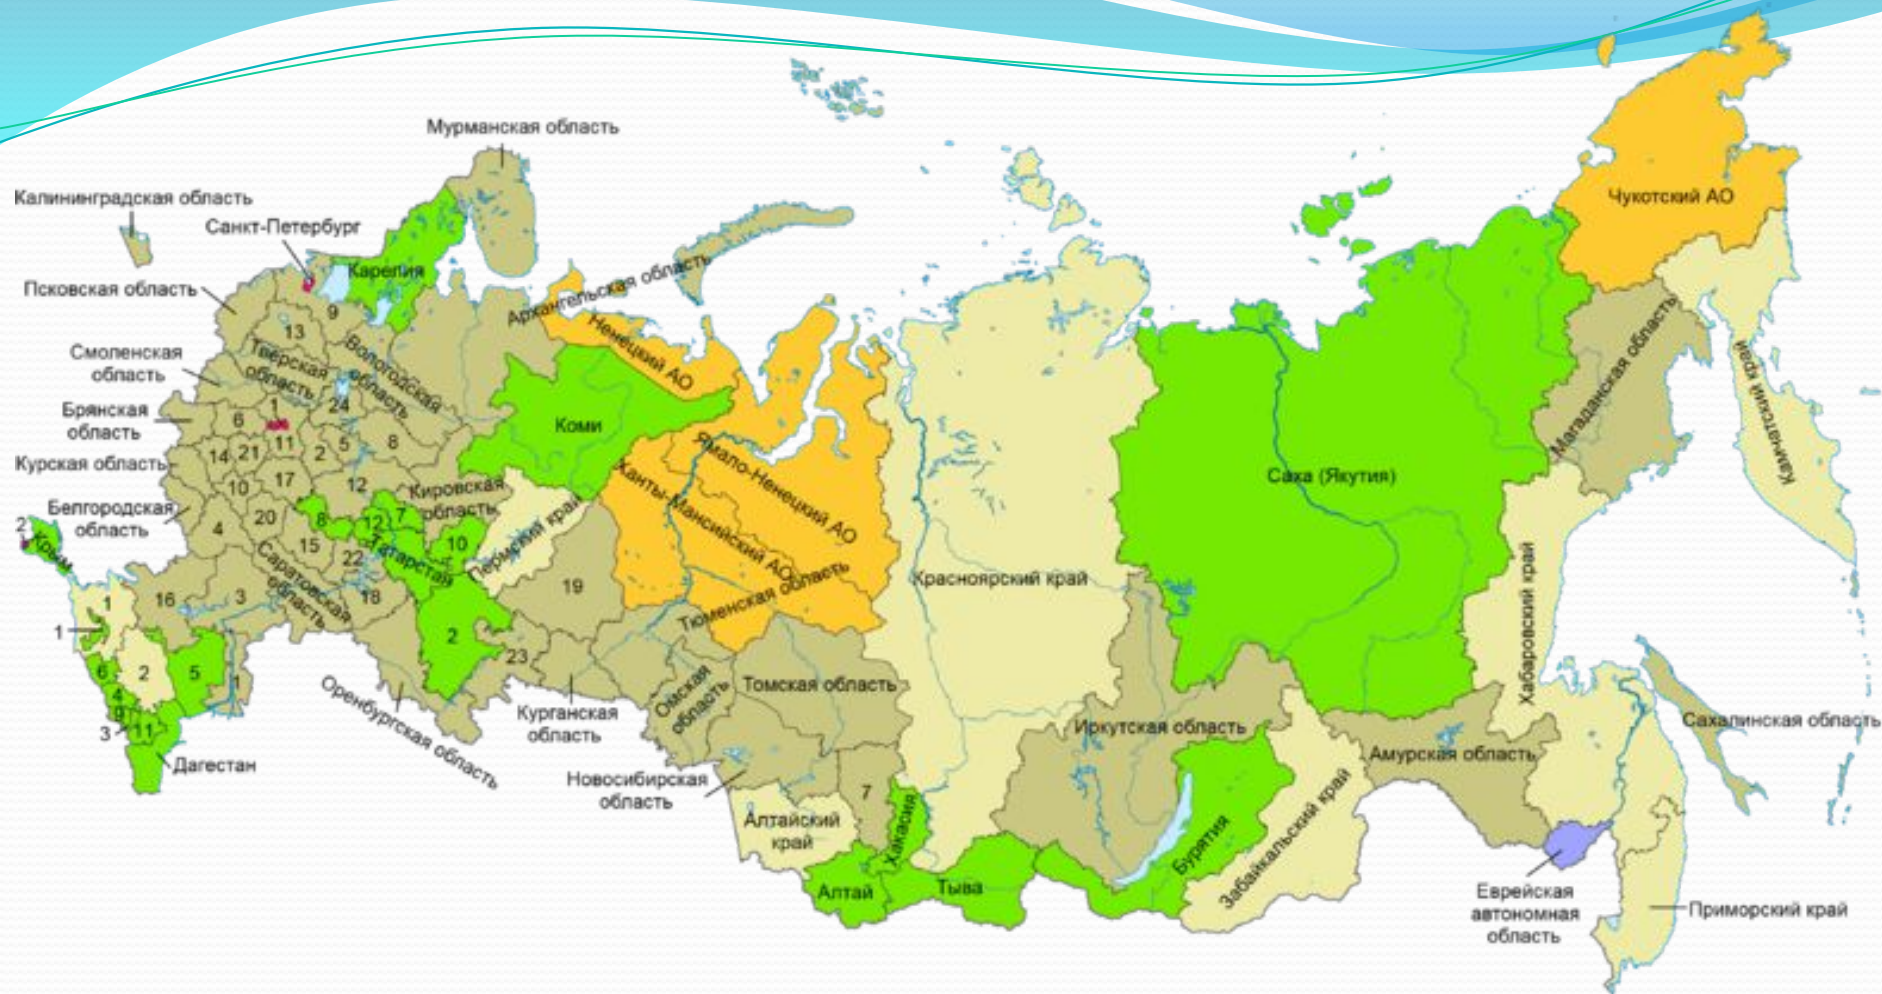 Мурманская область
Калининградская область
Санкт-Петербург
Чукотский АО
Карелия
Архангельская область
Псковская область
9
13
Ненецкий АО
Вологодская
область
Тверская
область
Смоленская
область
24
Камчатский край
Магаданская область
Брянская
область
6
1
11
5
8
Коми
14
21
2
Ямало-Ненецкий АО
Курская область
Ханты-Мансийский АО
Саха (Якутия)
10
17
12
Кировская
область
Белгородская
область
4
20
8
12
7
10
Пермский край
2
Крым
15
22
Татарстан
Саратовская
область
Красноярский край
Хабаровский край
16
3
18
19
Тюменская область
1
1
2
23
6
2
5
1
4
9
3
11
Оренбургская область
Курганская
область
Омская
область
Томская область
Иркутская область
Амурская область
Сахалинская область
Дагестан
Новосибирская
область
7
Алтайский
край
Хакасия
Бурятия
Забайкальский край
Алтай
Тыва
Еврейская
автономная
область
Приморский край